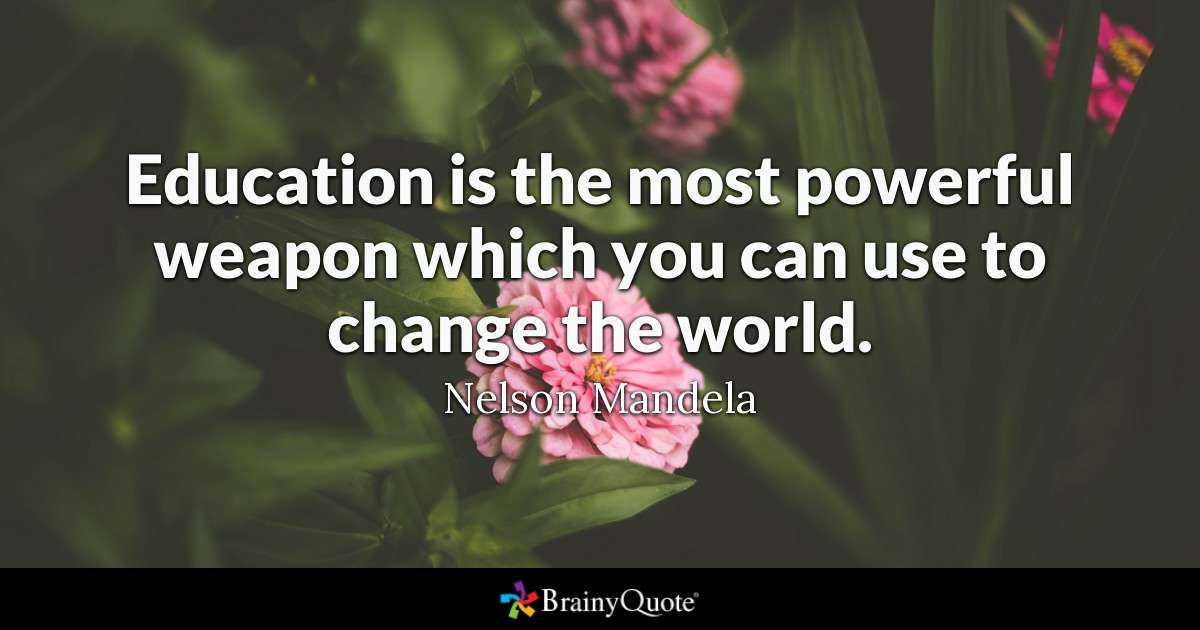 Education is the most powerful
weapon which you can use to
change the world.
Nelson Mandela
BrainyQuote®